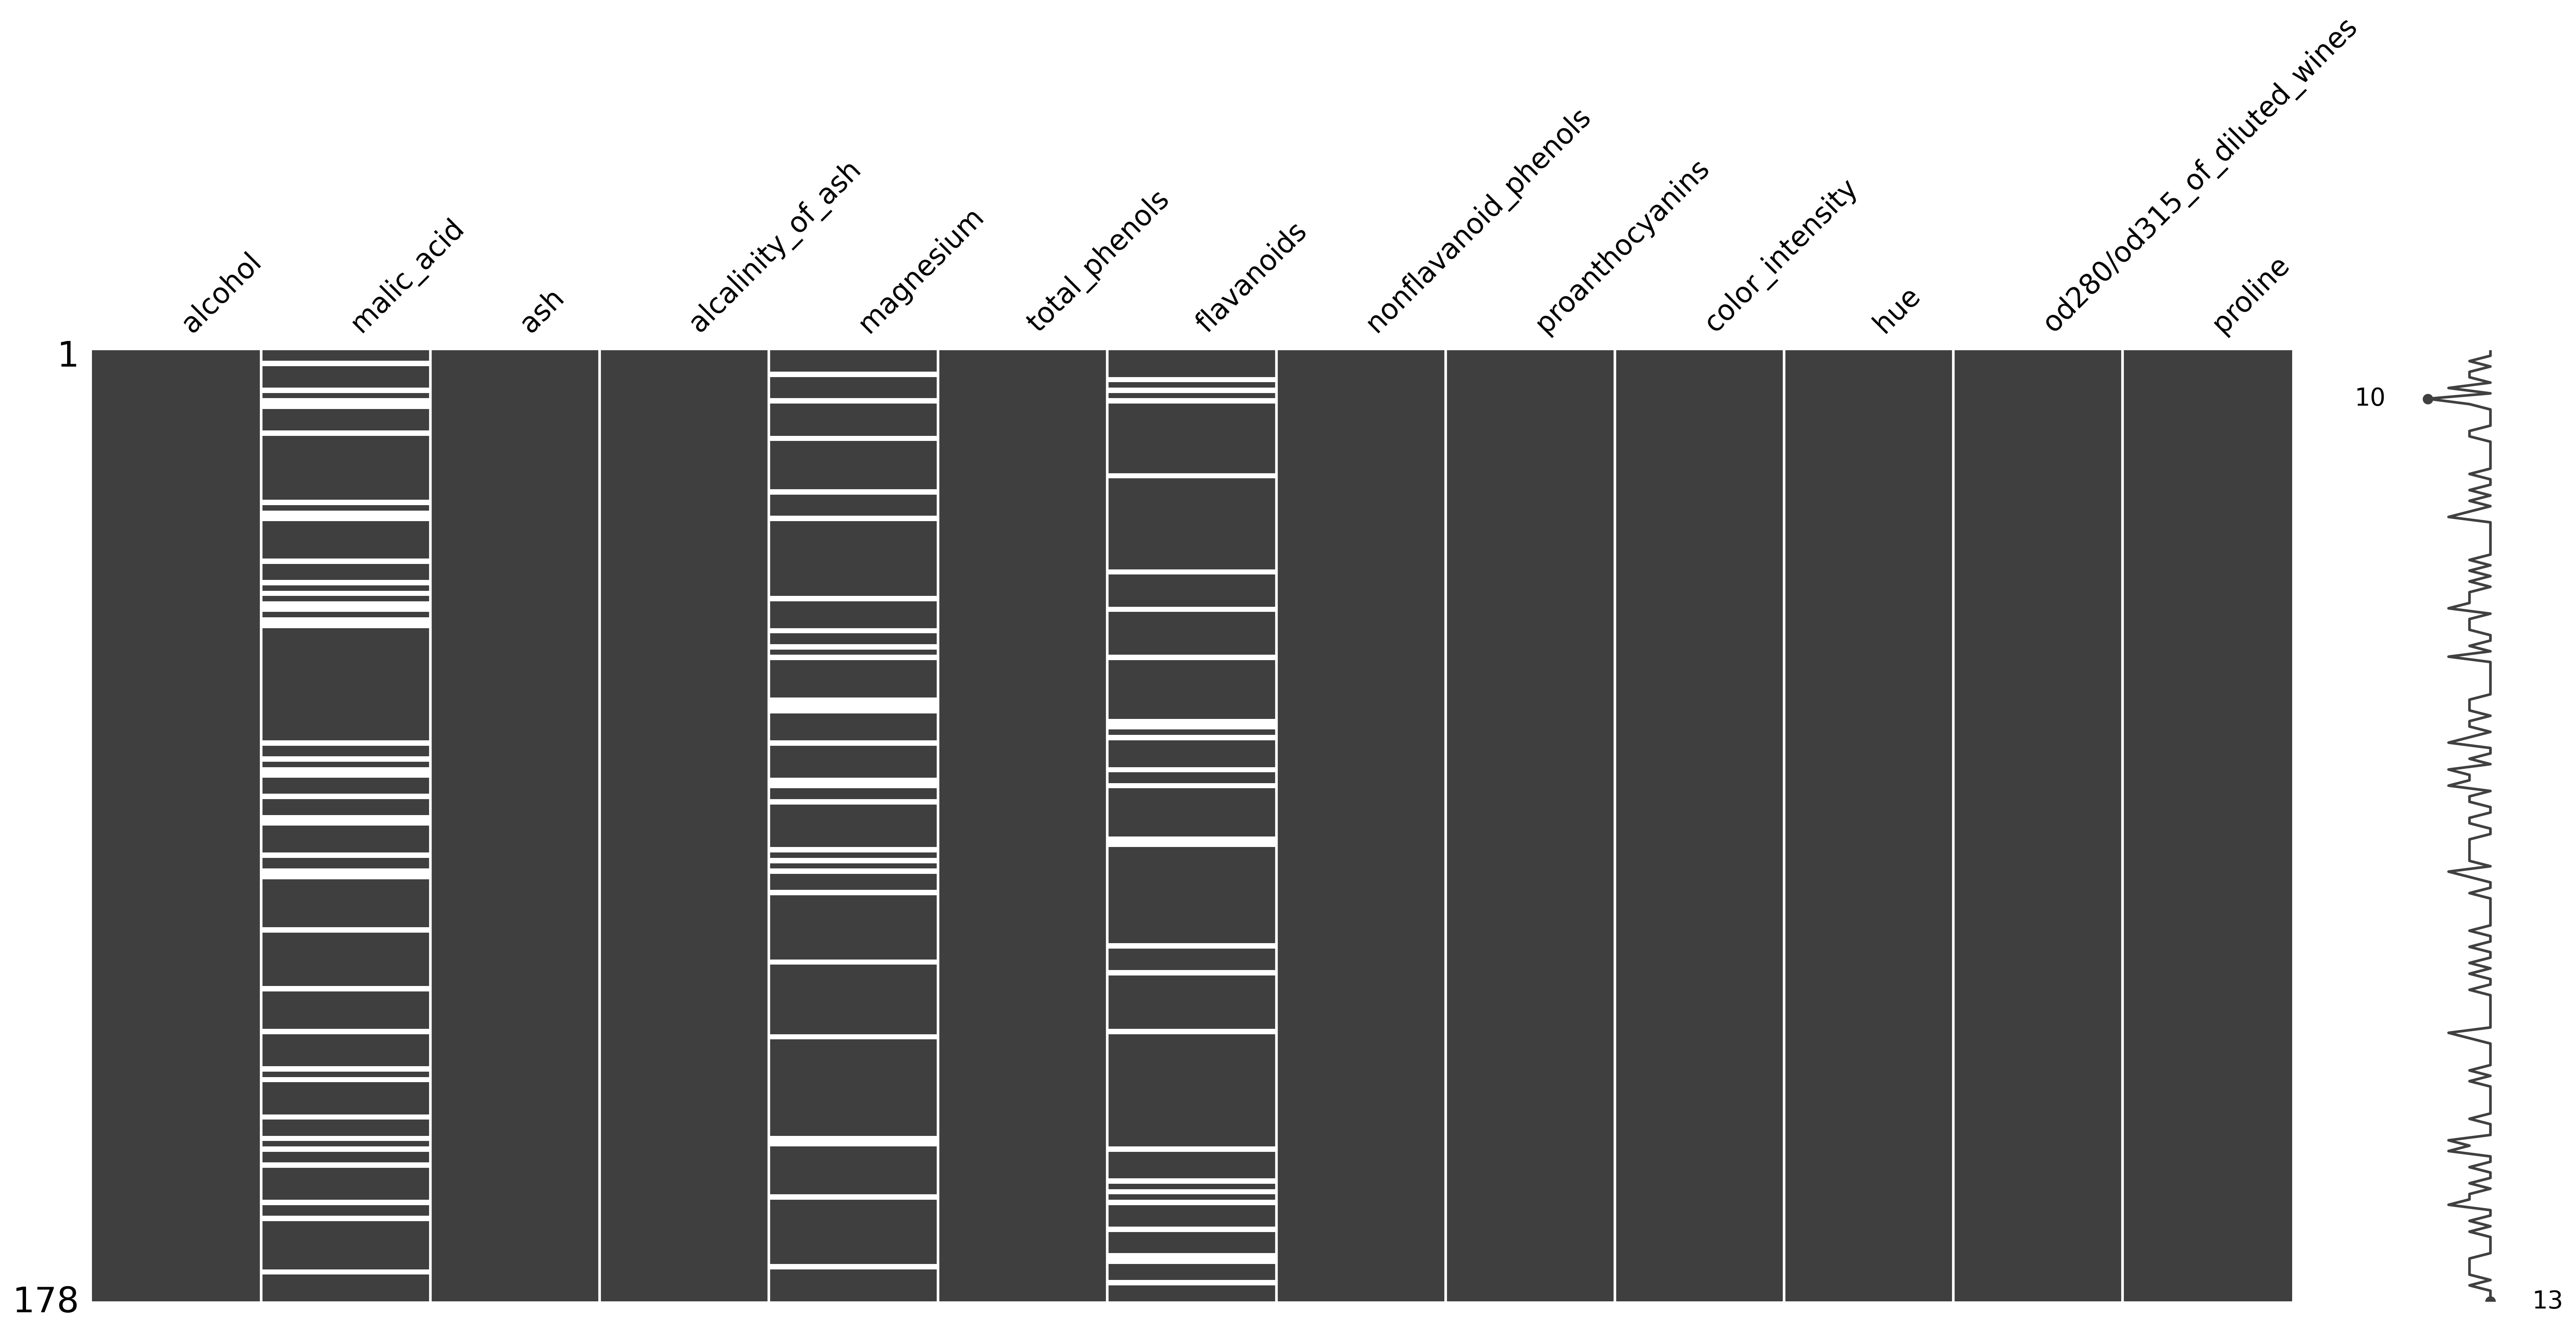 alcohol
malic_acid
ash
alcalinity_of_ash
magnesium
total_phenols
flavanoids
nonflavanoid_phenols
proanthocyanins
color_intensity
hue
od280/od315_of_diluted_wines
proline
1
10
178
13